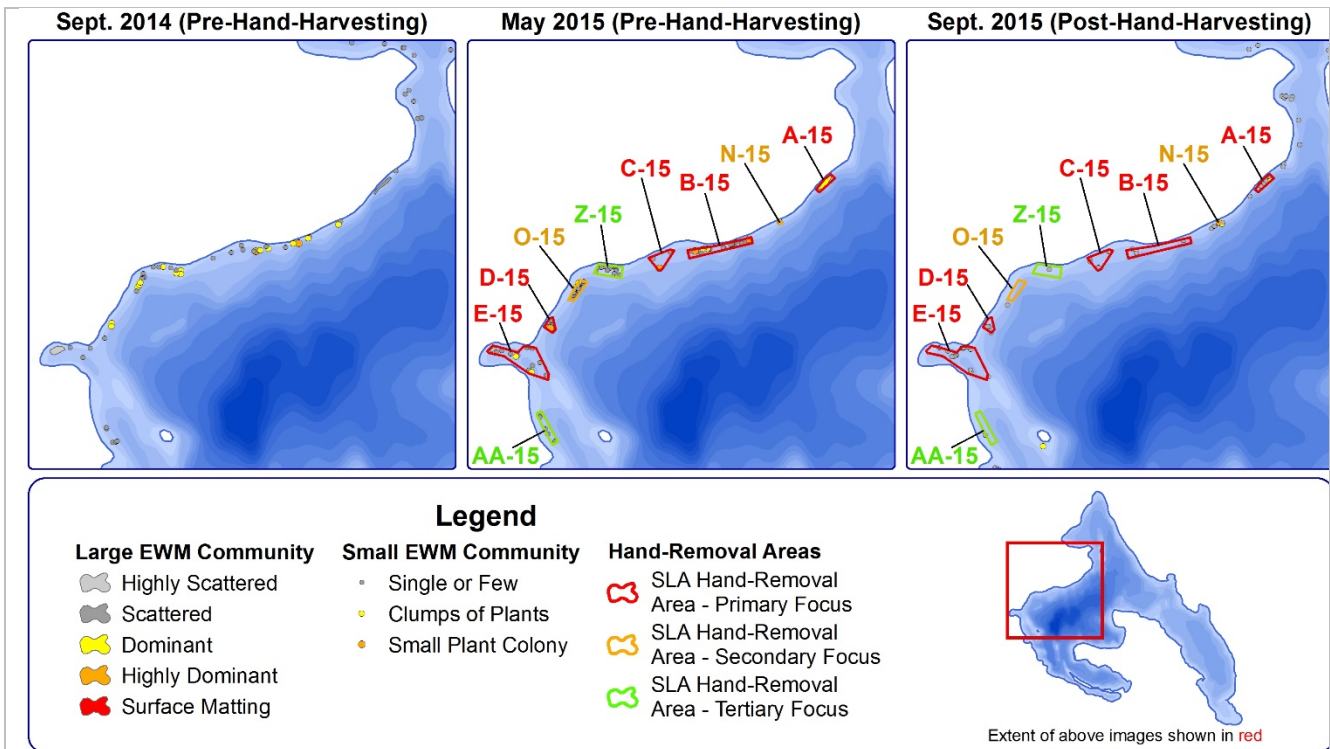 Sept. 2014 (Pre-Hand-Harvesting)
May 2015 (Pre-Hand-Harvesting)
Sept. 2015 (Post-Hand-Harvesting)
A-15
N-15
C-15
B-15
Z-15
O-15
D-15
E-15
AA-15
A-15
N-15
C-15
B-15
Z-15
O-15
D-15
E-15
AA-15
Legend
Large EWM Community
Highly Scattered
Scattered
Dominant
Highly Dominant
Surface Matting
Small EWM Community
Single or Few
Clumps of Plants
Small Plant Colony
Hand-Removal Areas
SLA Hand-Removal
Area - Primary Focus
SLA Hand-Removal
Area - Secondary Focus
SLA Hand-Removal
Area - Tertiary Focus
Extent of above images shown in red